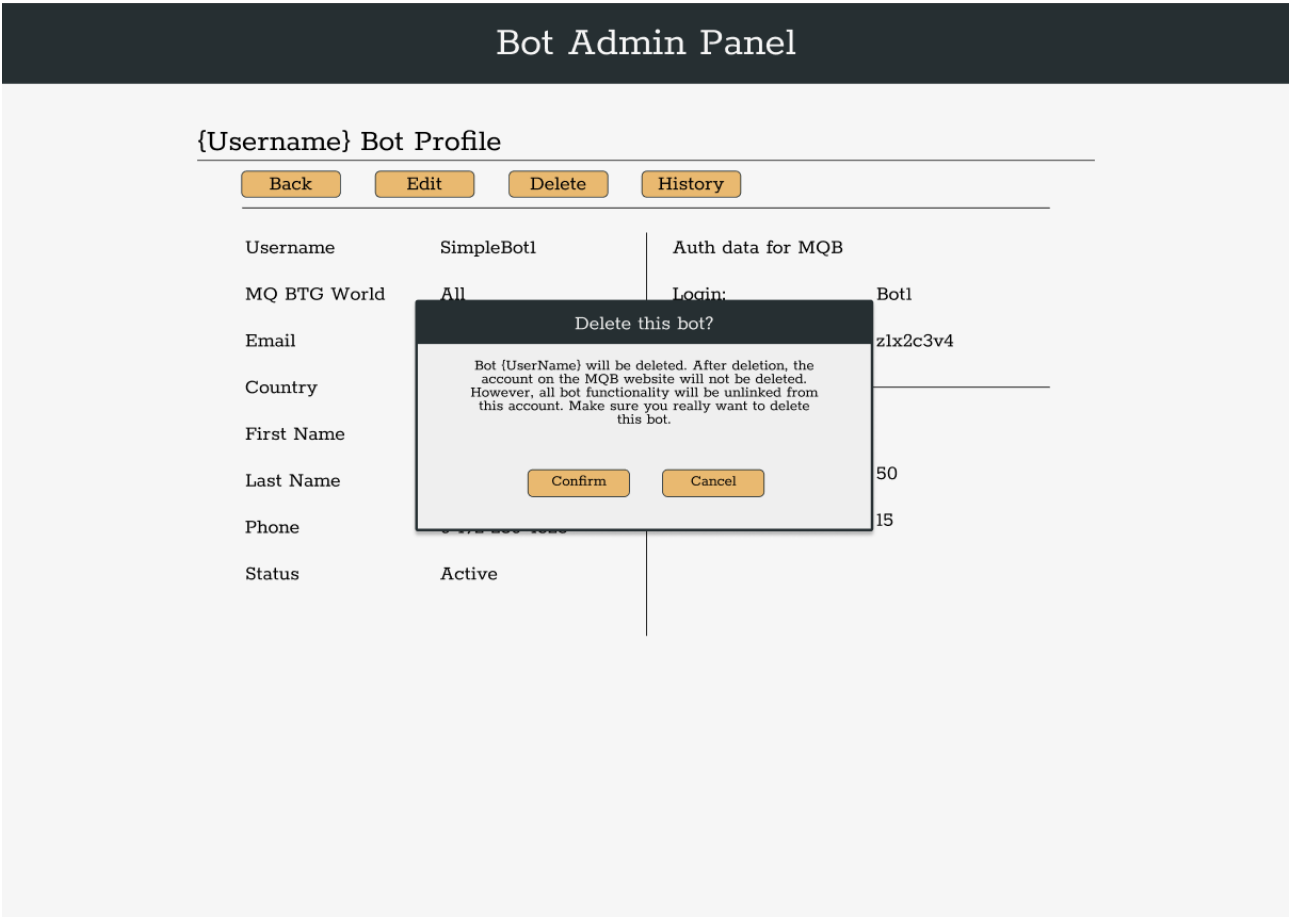 Bot Admin Panel
{Username} Bot Profile
Back Edit Delete History
Username SimpleBot1
MQ BTG World All
Email
Country
First Name
Last Name
Phone
Status Active
Auth data for MQB
Login: Bot1
z1x2c3v4
50
15
Delete this bot?
Bot {UserName} will be deleted. After deletion, the
account on the MQB website will not be deleted.
However, all bot functionality will be unlinked from
this account. Make sure you really want to delete
this bot.
Confirm Cancel